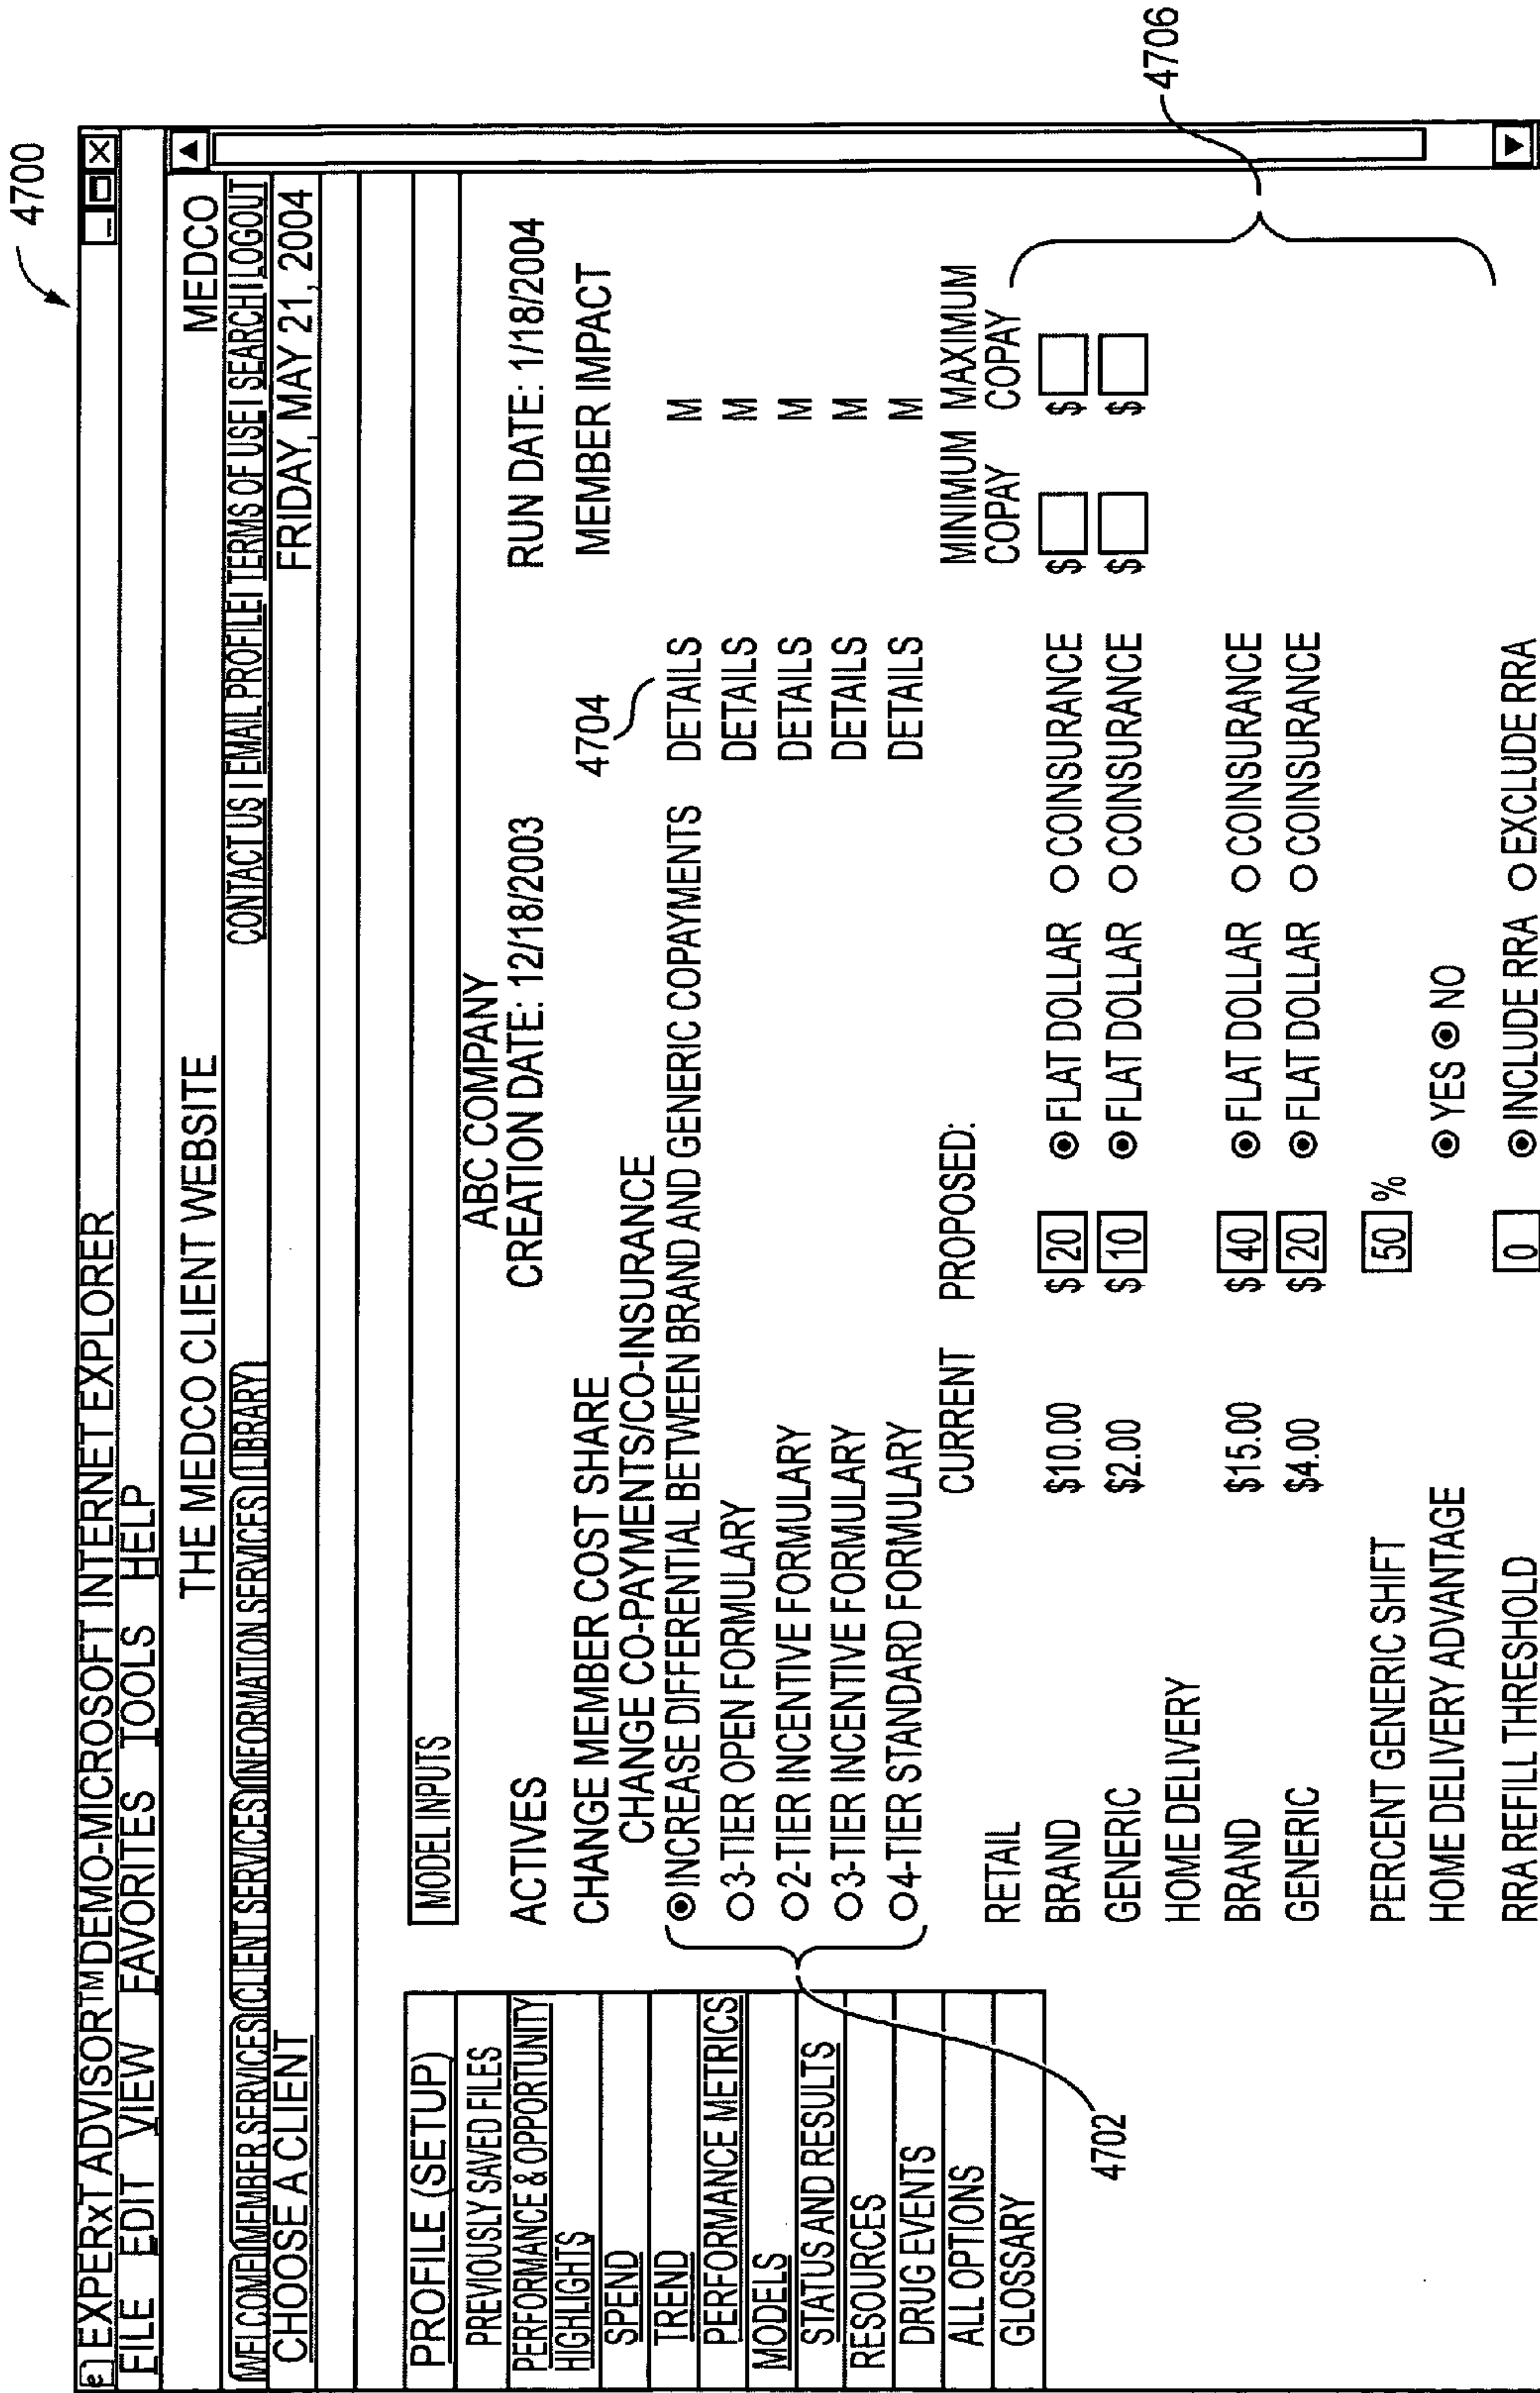 4700
EXPERxT ADVISOR™ DEMO-MICROSOFT INTERNET EXPLORER
FILE EDIT VIEW FAVORITES TOOLS HELP
THE MEDCO CLIENT WEBSITE MEDCO
WELCOME MEMBER SERVICES CLIENT SERVICES INFORMATION SERVICES LIBRARY CONTACT US | EMAIL PROFILE | TERMS OF USE | SEARCH | LOGOUT
CHOOSE A CLIENT FRIDAY, MAY 21, 2004
PROFILE (SETUP)
PREVIOUSLY SAVED FILES
PERFORMANCE & OPPORTUNITY
HIGHLIGHTS
SPEND
TREND
PERFORMANCE METRICS
MODELS
STATUS AND RESULTS
RESOURCES
DRUG EVENTS
ALL OPTIONS
GLOSSARY
4702
MODEL INPUTS
ABC COMPANY
ACTIVES CREATION DATE: 12/18/2003 RUN DATE: 1/18/2004
CHANGE MEMBER COST SHARE 4704 MEMBER IMPACT
CHANGE CO-PAYMENTS/CO-INSURANCE
INCREASE DIFFERENTIAL BETWEEN BRAND AND GENERIC COPAYMENTS DETAILS M
3-TIER OPEN FORMULARY DETAILS M
2-TIER INCENTIVE FORMULARY DETAILS M
3-TIER INCENTIVE FORMULARY DETAILS M
4-TIER STANDARD FORMULARY DETAILS M
CURRENT PROPOSED: MINIMUM COPAY MAXIMUM COPAY
RETAIL
BRAND $10.00 $ 20 FLAT DOLLAR COINSURANCE $ $
GENERIC $2.00 $ 10 FLAT DOLLAR COINSURANCE $ $
HOME DELIVERY
BRAND $15.00 $ 40 FLAT DOLLAR COINSURANCE
GENERIC $4.00 $ 20 FLAT DOLLAR COINSURANCE
PERCENT GENERIC SHIFT 50 %
HOME DELIVERY ADVANTAGE YES NO
RRA REFILL THRESHOLD 0 INCLUDE RRA EXCLUDE RRA
4706